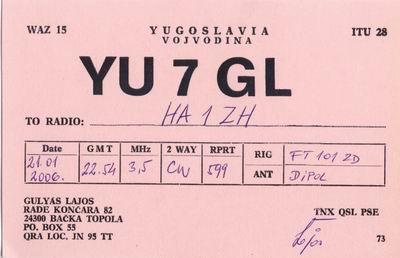 WAZ 15 YUGOSLAVIA ITU 28
VOJVODINA
YU 7 GL
TO RADIO: HA 1 ZH
Date GMT MHz 2 WAY RPRT RIG FT 101 ZD
21.01 2006. 22.54 3,5 CW 599 ANT DiPOL
GULYAS LAJOS
RADE KONČARA 82
24300 BAČKA TOPOLA
PO. BOX 55
QRA LOC. JN 95 TT
TNX QSL PSE
Lajos
73